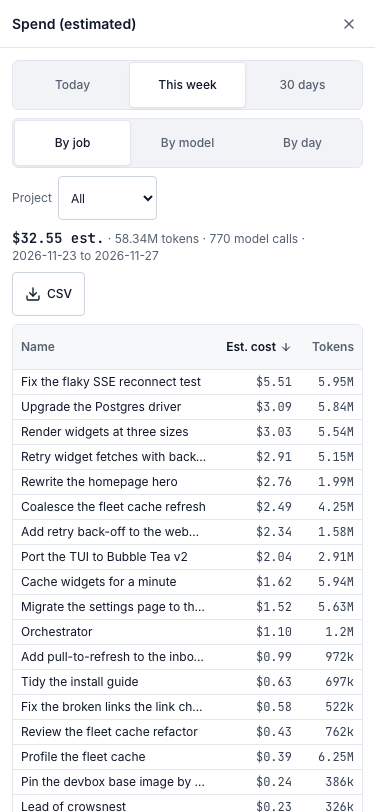 Spend (estimated)
Today This week 30 days
By job By model By day
Project All
$32.55 est. · 58.34M tokens · 770 model calls ·
2026-11-23 to 2026-11-27
CSV
Name Est. cost ↓ Tokens
Fix the flaky SSE reconnect test $5.51 5.95M
Upgrade the Postgres driver $3.09 5.84M
Render widgets at three sizes $3.03 5.54M
Retry widget fetches with back... $2.91 5.15M
Rewrite the homepage hero $2.76 1.99M
Coalesce the fleet cache refresh $2.49 4.25M
Add retry back-off to the web... $2.34 1.58M
Port the TUI to Bubble Tea v2 $2.04 2.91M
Cache widgets for a minute $1.62 5.94M
Migrate the settings page to th... $1.52 5.63M
Orchestrator $1.10 1.2M
Add pull-to-refresh to the inbo... $0.99 972k
Tidy the install guide $0.63 697k
Fix the broken links the link ch... $0.58 522k
Review the fleet cache refactor $0.43 762k
Profile the fleet cache $0.39 6.25M
Pin the devbox base image by ... $0.24 386k
Lead of crowsnest $0.23 326k